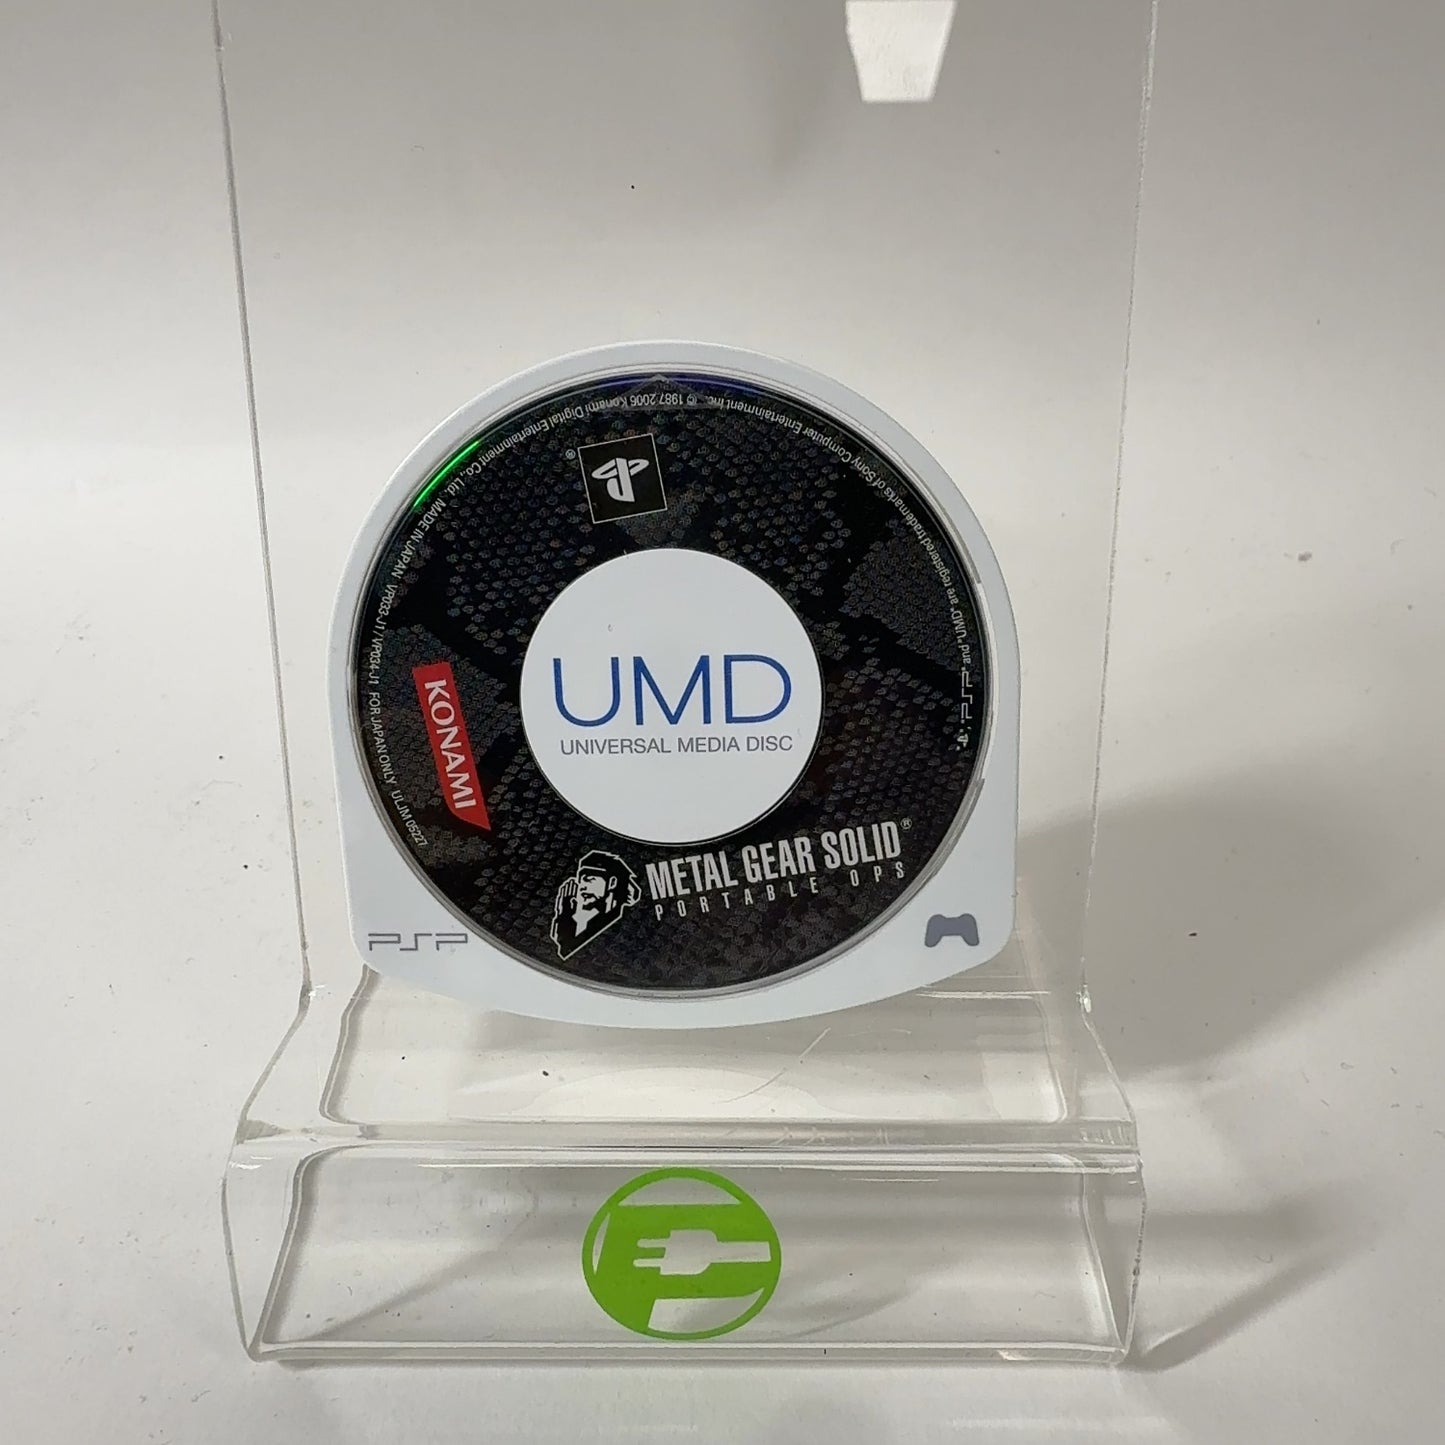 © 1987 2006 Konami Digital Entertainment Co., Ltd. MADE IN JAPAN VP033-J1 / VP034-J1 FOR JAPAN ONLY ULJM 05227
®
KONAMI
UMD
UNIVERSAL MEDIA DISC
METAL GEAR SOLID®
PORTABLE OPS
" ", "PSP" and "UMD" are registered trademarks of Sony Computer Entertainment Inc.
PSP